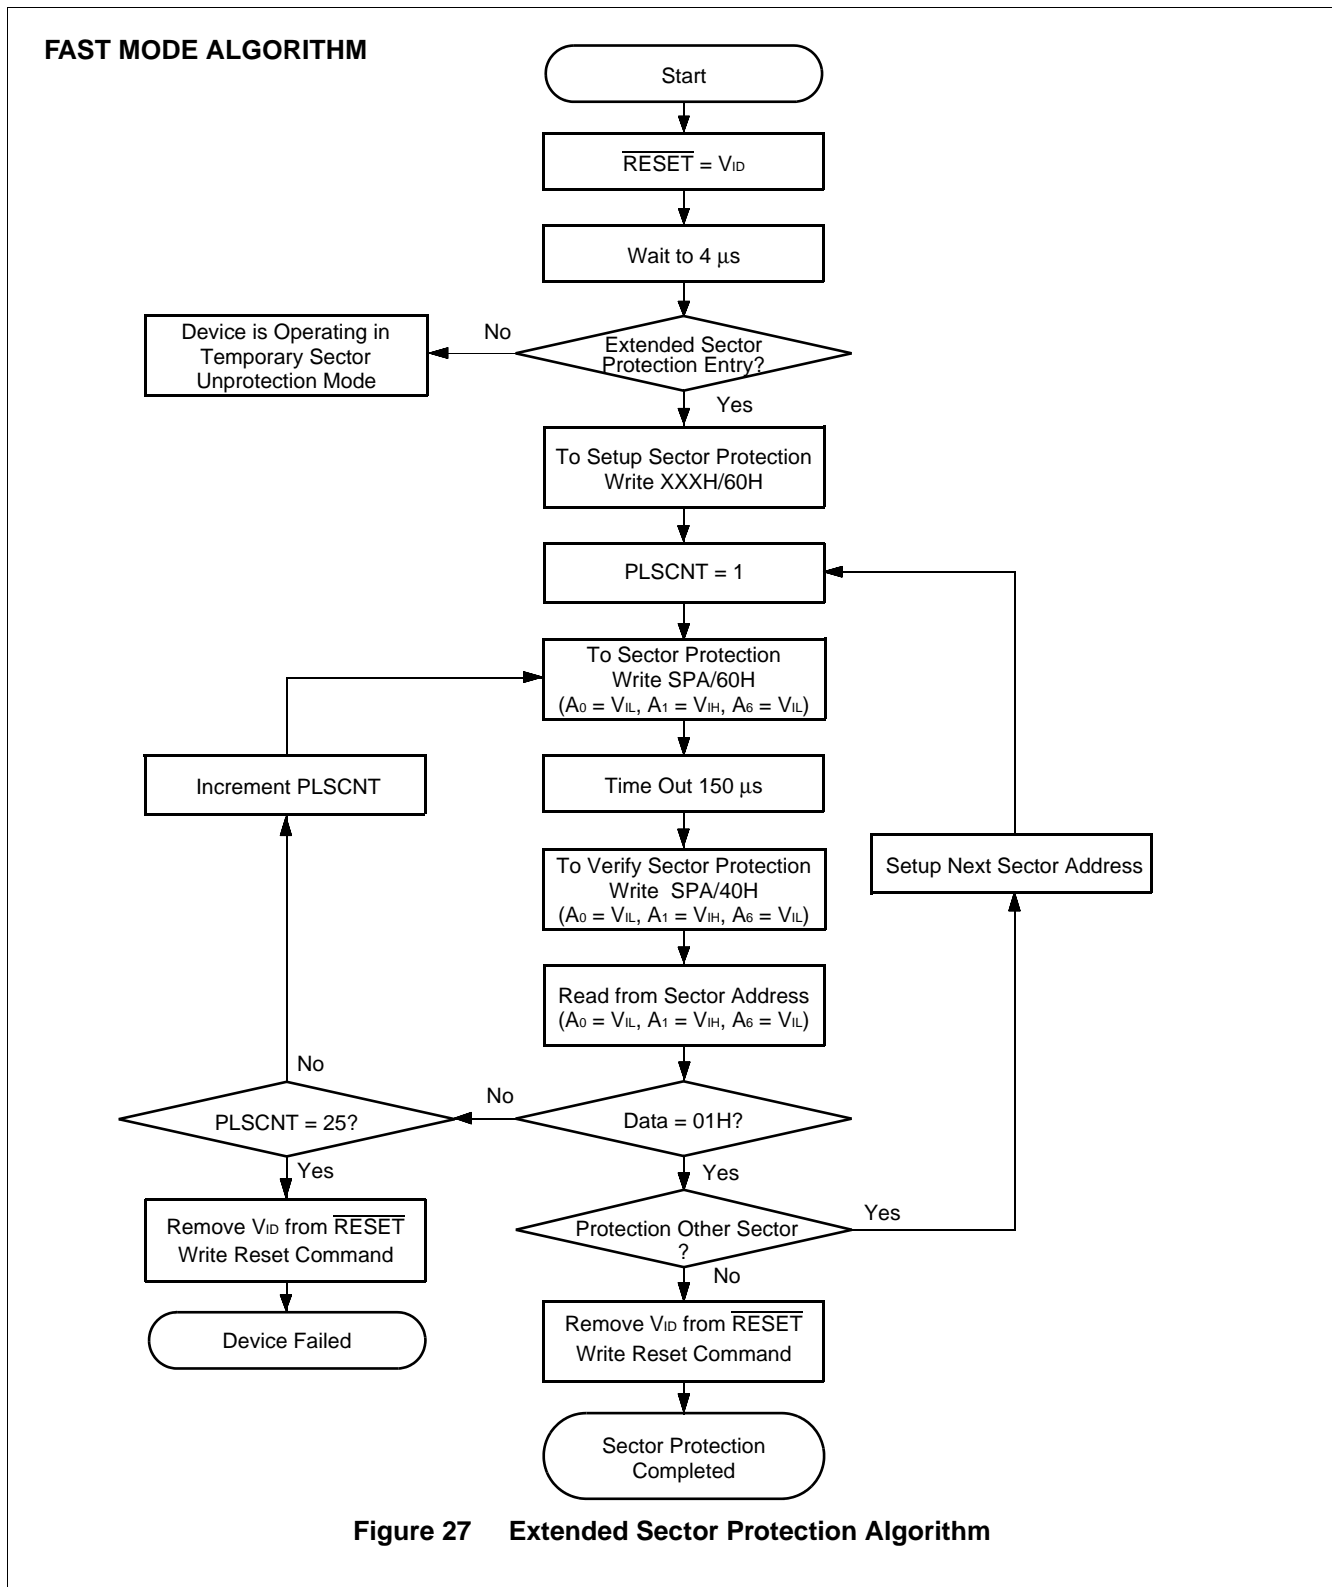 FAST MODE ALGORITHM
Start
RESET = VID
Wait to 4 μs
No
Device is Operating in
Temporary Sector
Unprotection Mode
Extended Sector
Protection Entry?
Yes
To Setup Sector Protection
Write XXXH/60H
PLSCNT = 1
To Sector Protection
Write SPA/60H
(A0 = VIL, A1 = VIH, A6 = VIL)
Increment PLSCNT
Time Out 150 μs
To Verify Sector Protection
Write SPA/40H
(A0 = VIL, A1 = VIH, A6 = VIL)
Setup Next Sector Address
Read from Sector Address
(A0 = VIL, A1 = VIH, A6 = VIL)
No
No
PLSCNT = 25?
Data = 01H?
Yes
Yes
Remove VID from RESET
Write Reset Command
Protection Other Sector
?
Yes
No
Device Failed
Remove VID from RESET
Write Reset Command
Sector Protection
Completed
Figure 27 Extended Sector Protection Algorithm